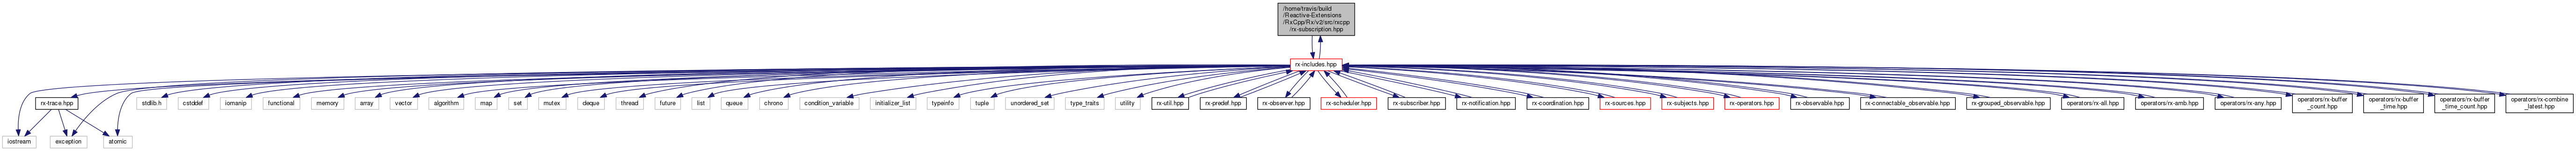 /home/travis/build
/Reactive-Extensions
/RxCpp/Rx/v2/src/rxcpp
/rx-subscription.hpp
rx-includes.hpp
rx-trace.hpp
stdlib.h
cstddef
iomanip
functional
memory
array
vector
algorithm
map
set
mutex
deque
thread
future
list
queue
chrono
condition_variable
initializer_list
typeinfo
tuple
unordered_set
type_traits
utility
rx-util.hpp
rx-predef.hpp
rx-observer.hpp
rx-scheduler.hpp
rx-subscriber.hpp
rx-notification.hpp
rx-coordination.hpp
rx-sources.hpp
rx-subjects.hpp
rx-operators.hpp
rx-observable.hpp
rx-connectable_observable.hpp
rx-grouped_observable.hpp
operators/rx-all.hpp
operators/rx-amb.hpp
operators/rx-any.hpp
operators/rx-buffer
_count.hpp
operators/rx-buffer
_time.hpp
operators/rx-buffer
_time_count.hpp
operators/rx-combine
_latest.hpp
iostream
exception
atomic